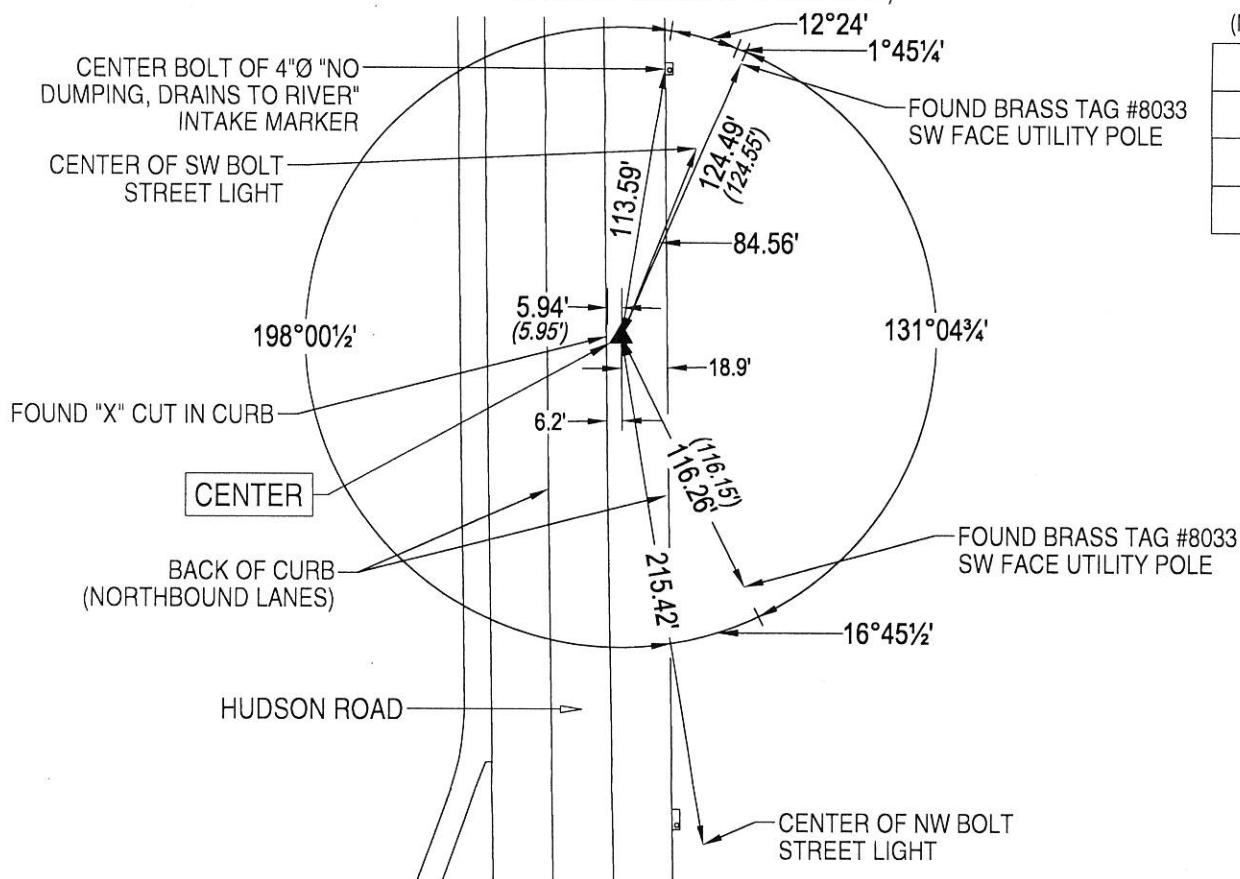 12°24'
1°45¼'
(
CENTER BOLT OF 4"Ø "NO
DUMPING, DRAINS TO RIVER"
INTAKE MARKER
FOUND BRASS TAG #8033
SW FACE UTILITY POLE
CENTER OF SW BOLT
STREET LIGHT
113.59'
124.49'
(124.55')
84.56'
5.94'
(5.95')
198°00½'
131°04¾'
18.9'
FOUND "X" CUT IN CURB
6.2'
(116.15')
116.26'
CENTER
FOUND BRASS TAG #8033
SW FACE UTILITY POLE
BACK OF CURB
(NORTHBOUND LANES)
215.42'
16°45½'
HUDSON ROAD
CENTER OF NW BOLT
STREET LIGHT